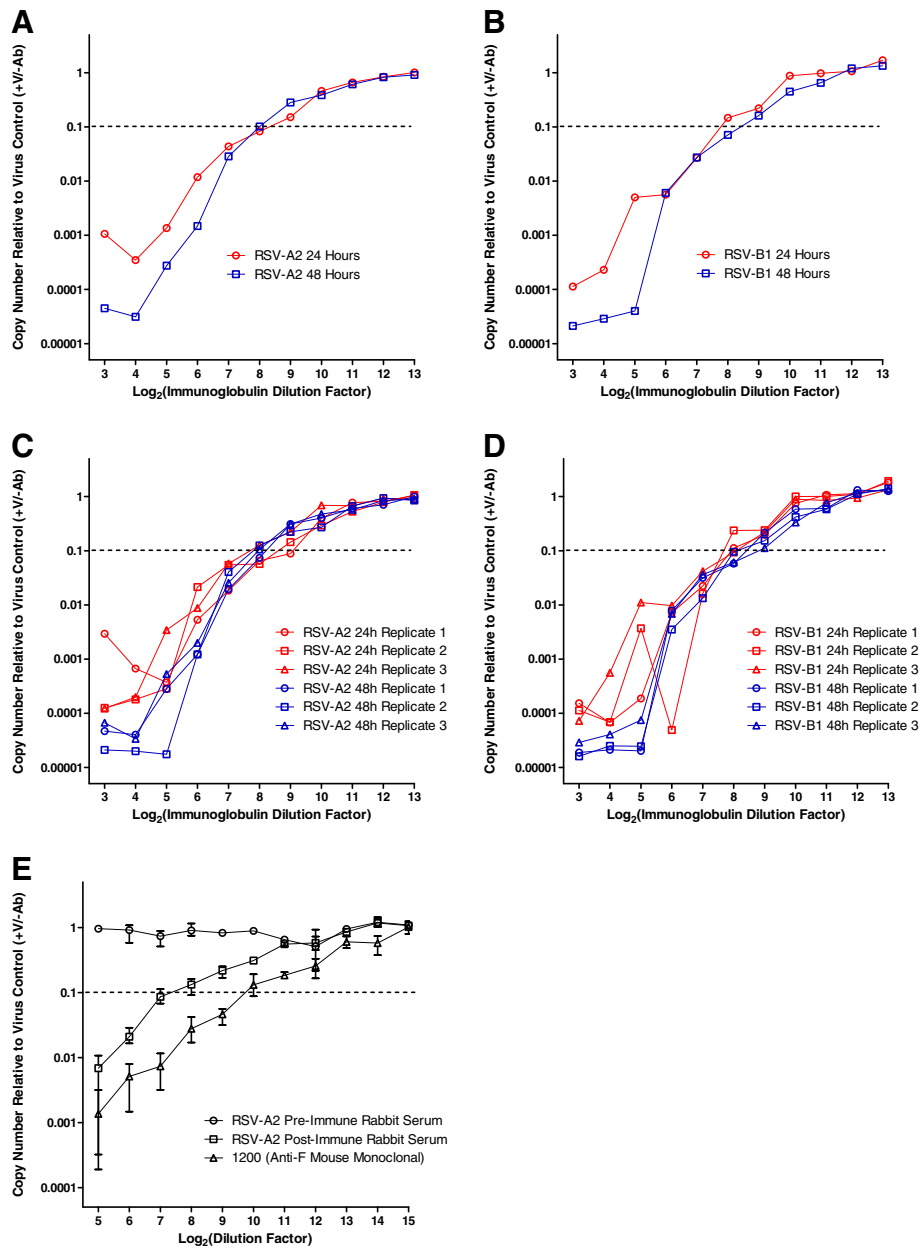 A
Copy Number Relative to Virus Control (+V/-Ab)
1
0.1
0.01
0.001
0.0001
0.00001
RSV-A2 24 Hours
RSV-A2 48 Hours
3 4 5 6 7 8 9 10 11 12 13
Log2(Immunoglobulin Dilution Factor)
B
Copy Number Relative to Virus Control (+V/-Ab)
1
0.1
0.01
0.001
0.0001
0.00001
RSV-B1 24 Hours
RSV-B1 48 Hours
3 4 5 6 7 8 9 10 11 12 13
Log2(Immunoglobulin Dilution Factor)
C
Copy Number Relative to Virus Control (+V/-Ab)
1
0.1
0.01
0.001
0.0001
0.00001
RSV-A2 24h Replicate 1
RSV-A2 24h Replicate 2
RSV-A2 24h Replicate 3
RSV-A2 48h Replicate 1
RSV-A2 48h Replicate 2
RSV-A2 48h Replicate 3
3 4 5 6 7 8 9 10 11 12 13
Log2(Immunoglobulin Dilution Factor)
D
Copy Number Relative to Virus Control (+V/-Ab)
1
0.1
0.01
0.001
0.0001
0.00001
RSV-B1 24h Replicate 1
RSV-B1 24h Replicate 2
RSV-B1 24h Replicate 3
RSV-B1 48h Replicate 1
RSV-B1 48h Replicate 2
RSV-B1 48h Replicate 3
3 4 5 6 7 8 9 10 11 12 13
Log2(Immunoglobulin Dilution Factor)
E
Copy Number Relative to Virus Control (+V/-Ab)
1
0.1
0.01
0.001
0.0001
RSV-A2 Pre-Immune Rabbit Serum
RSV-A2 Post-Immune Rabbit Serum
1200 (Anti-F Mouse Monoclonal)
5 6 7 8 9 10 11 12 13 14 15
Log2(Dilution Factor)